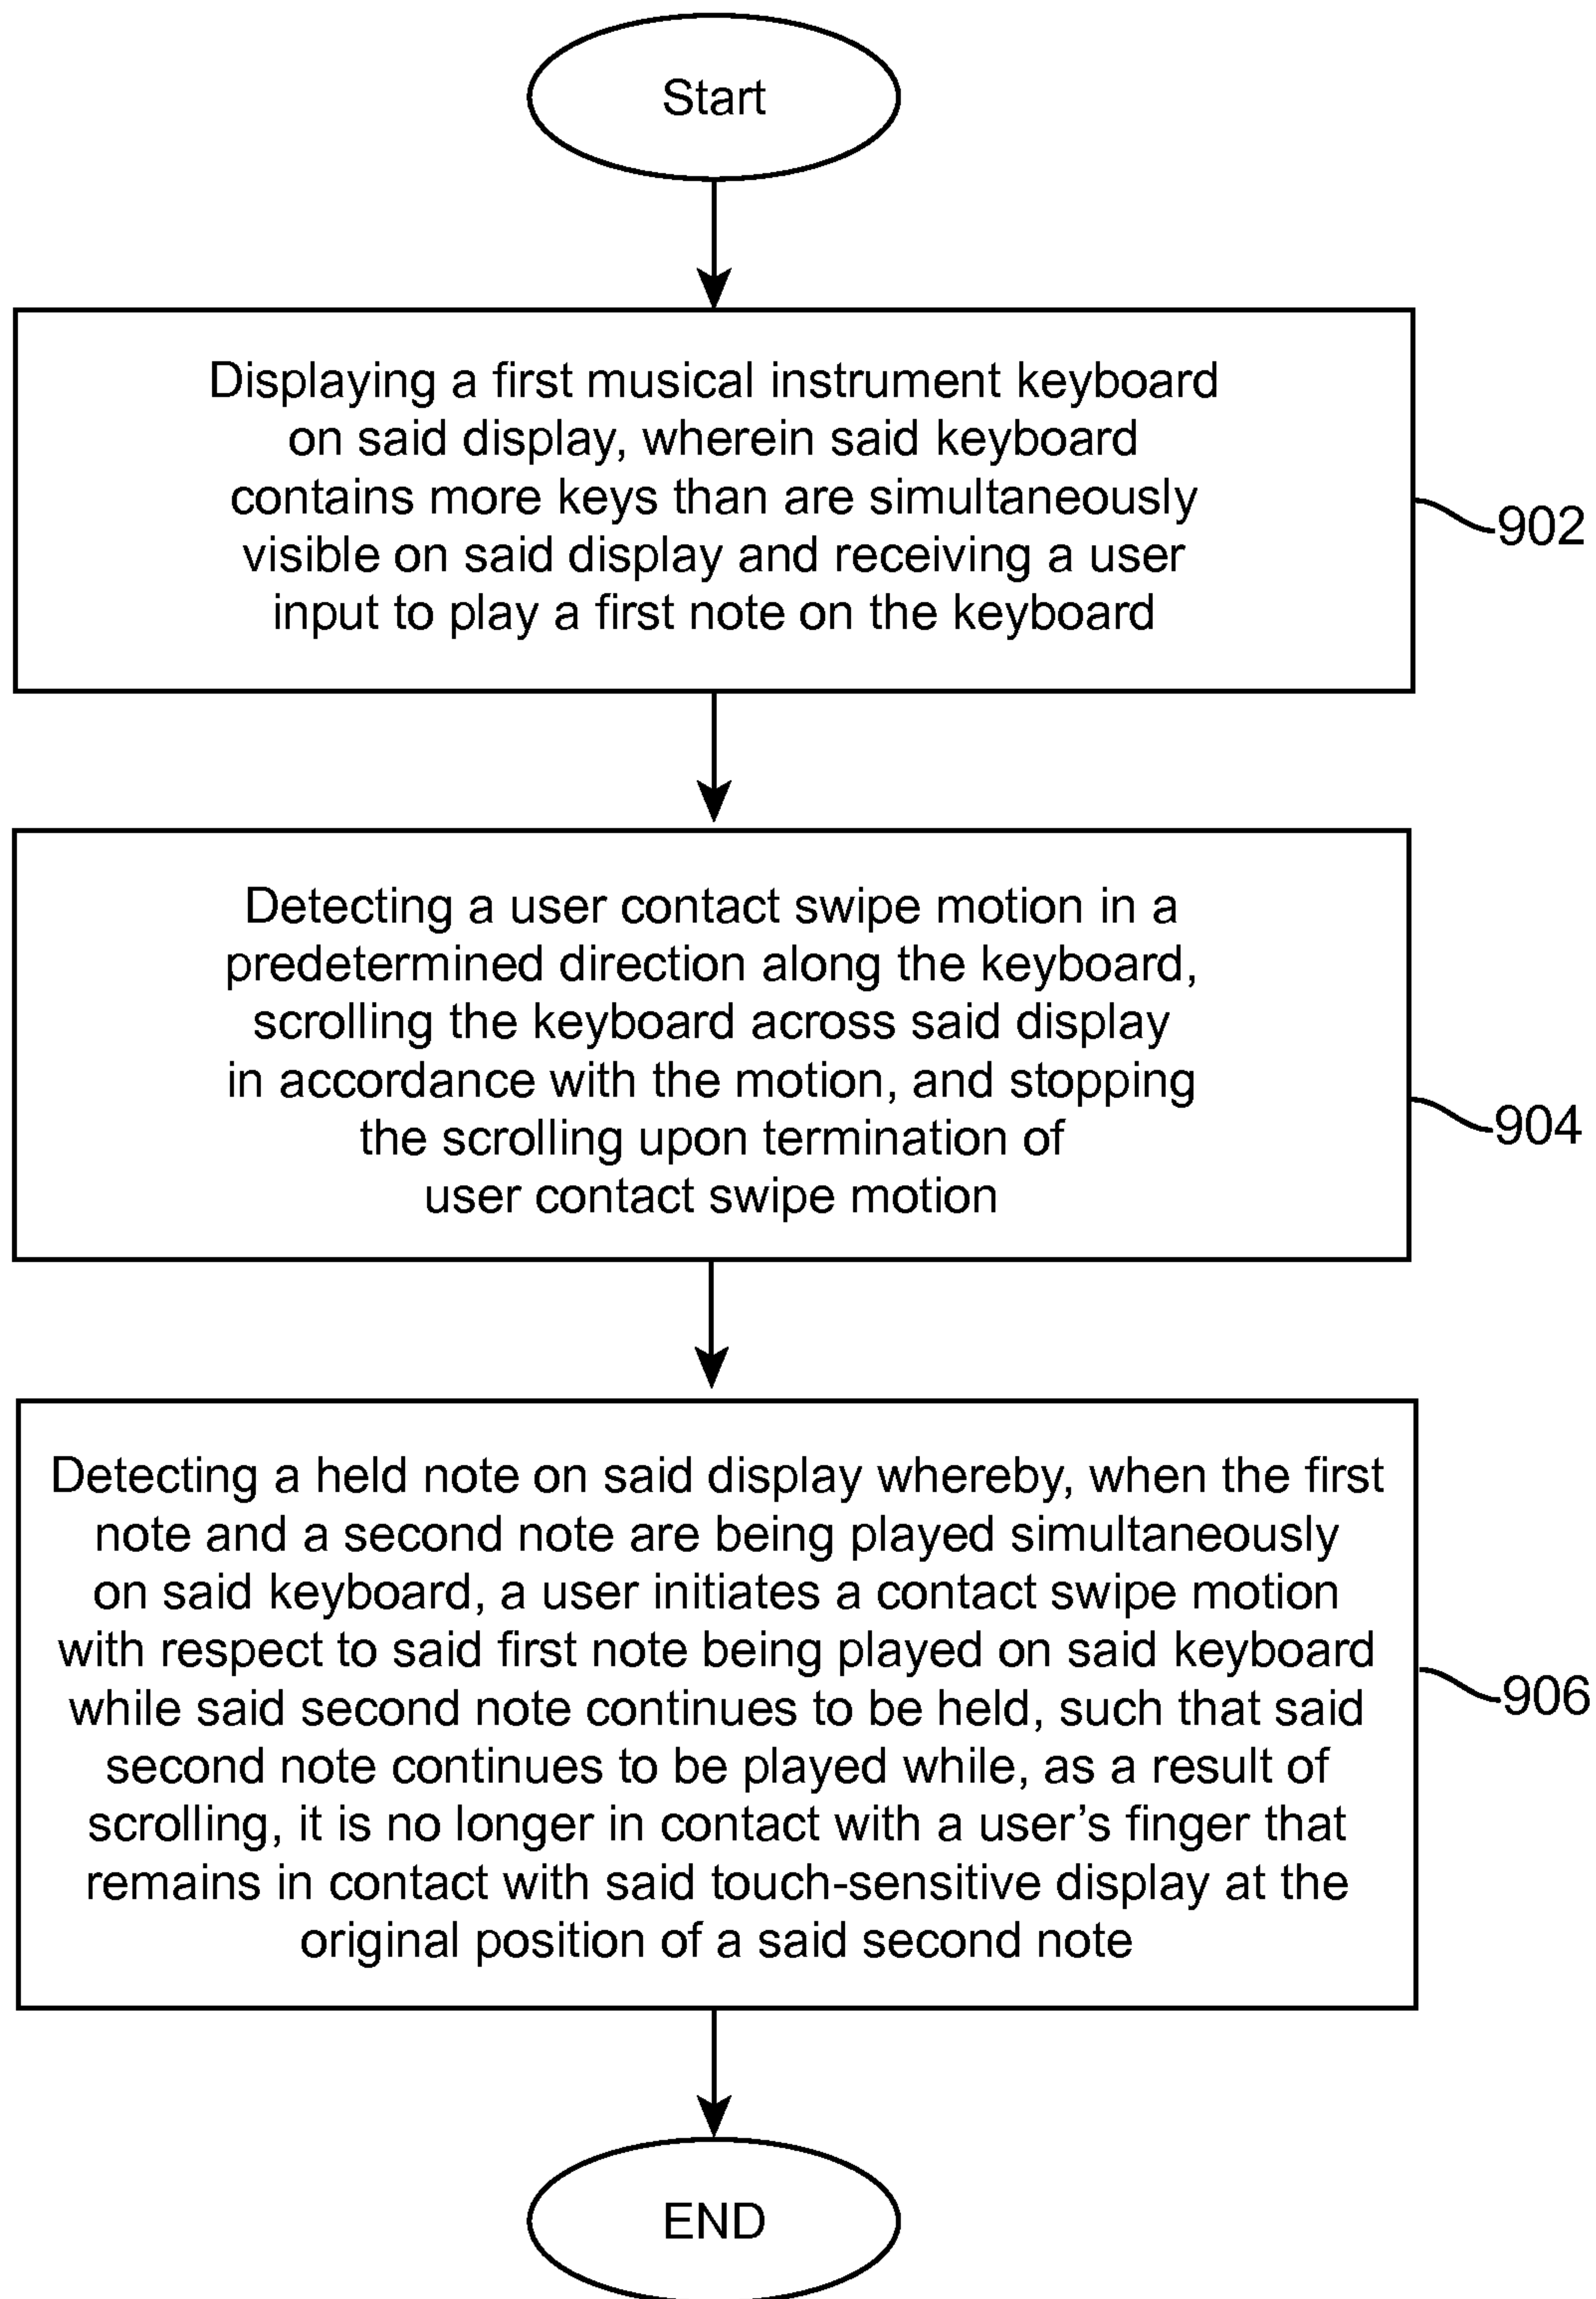 Start
Displaying a first musical instrument keyboard
on said display, wherein said keyboard
contains more keys than are simultaneously
visible on said display and receiving a user
input to play a first note on the keyboard
902
Detecting a user contact swipe motion in a
predetermined direction along the keyboard,
scrolling the keyboard across said display
in accordance with the motion, and stopping
the scrolling upon termination of
user contact swipe motion
904
Detecting a held note on said display whereby, when the first
note and a second note are being played simultaneously
on said keyboard, a user initiates a contact swipe motion
with respect to said first note being played on said keyboard
while said second note continues to be held, such that said
second note continues to be played while, as a result of
scrolling, it is no longer in contact with a user's finger that
remains in contact with said touch-sensitive display at the
original position of a said second note
906
END